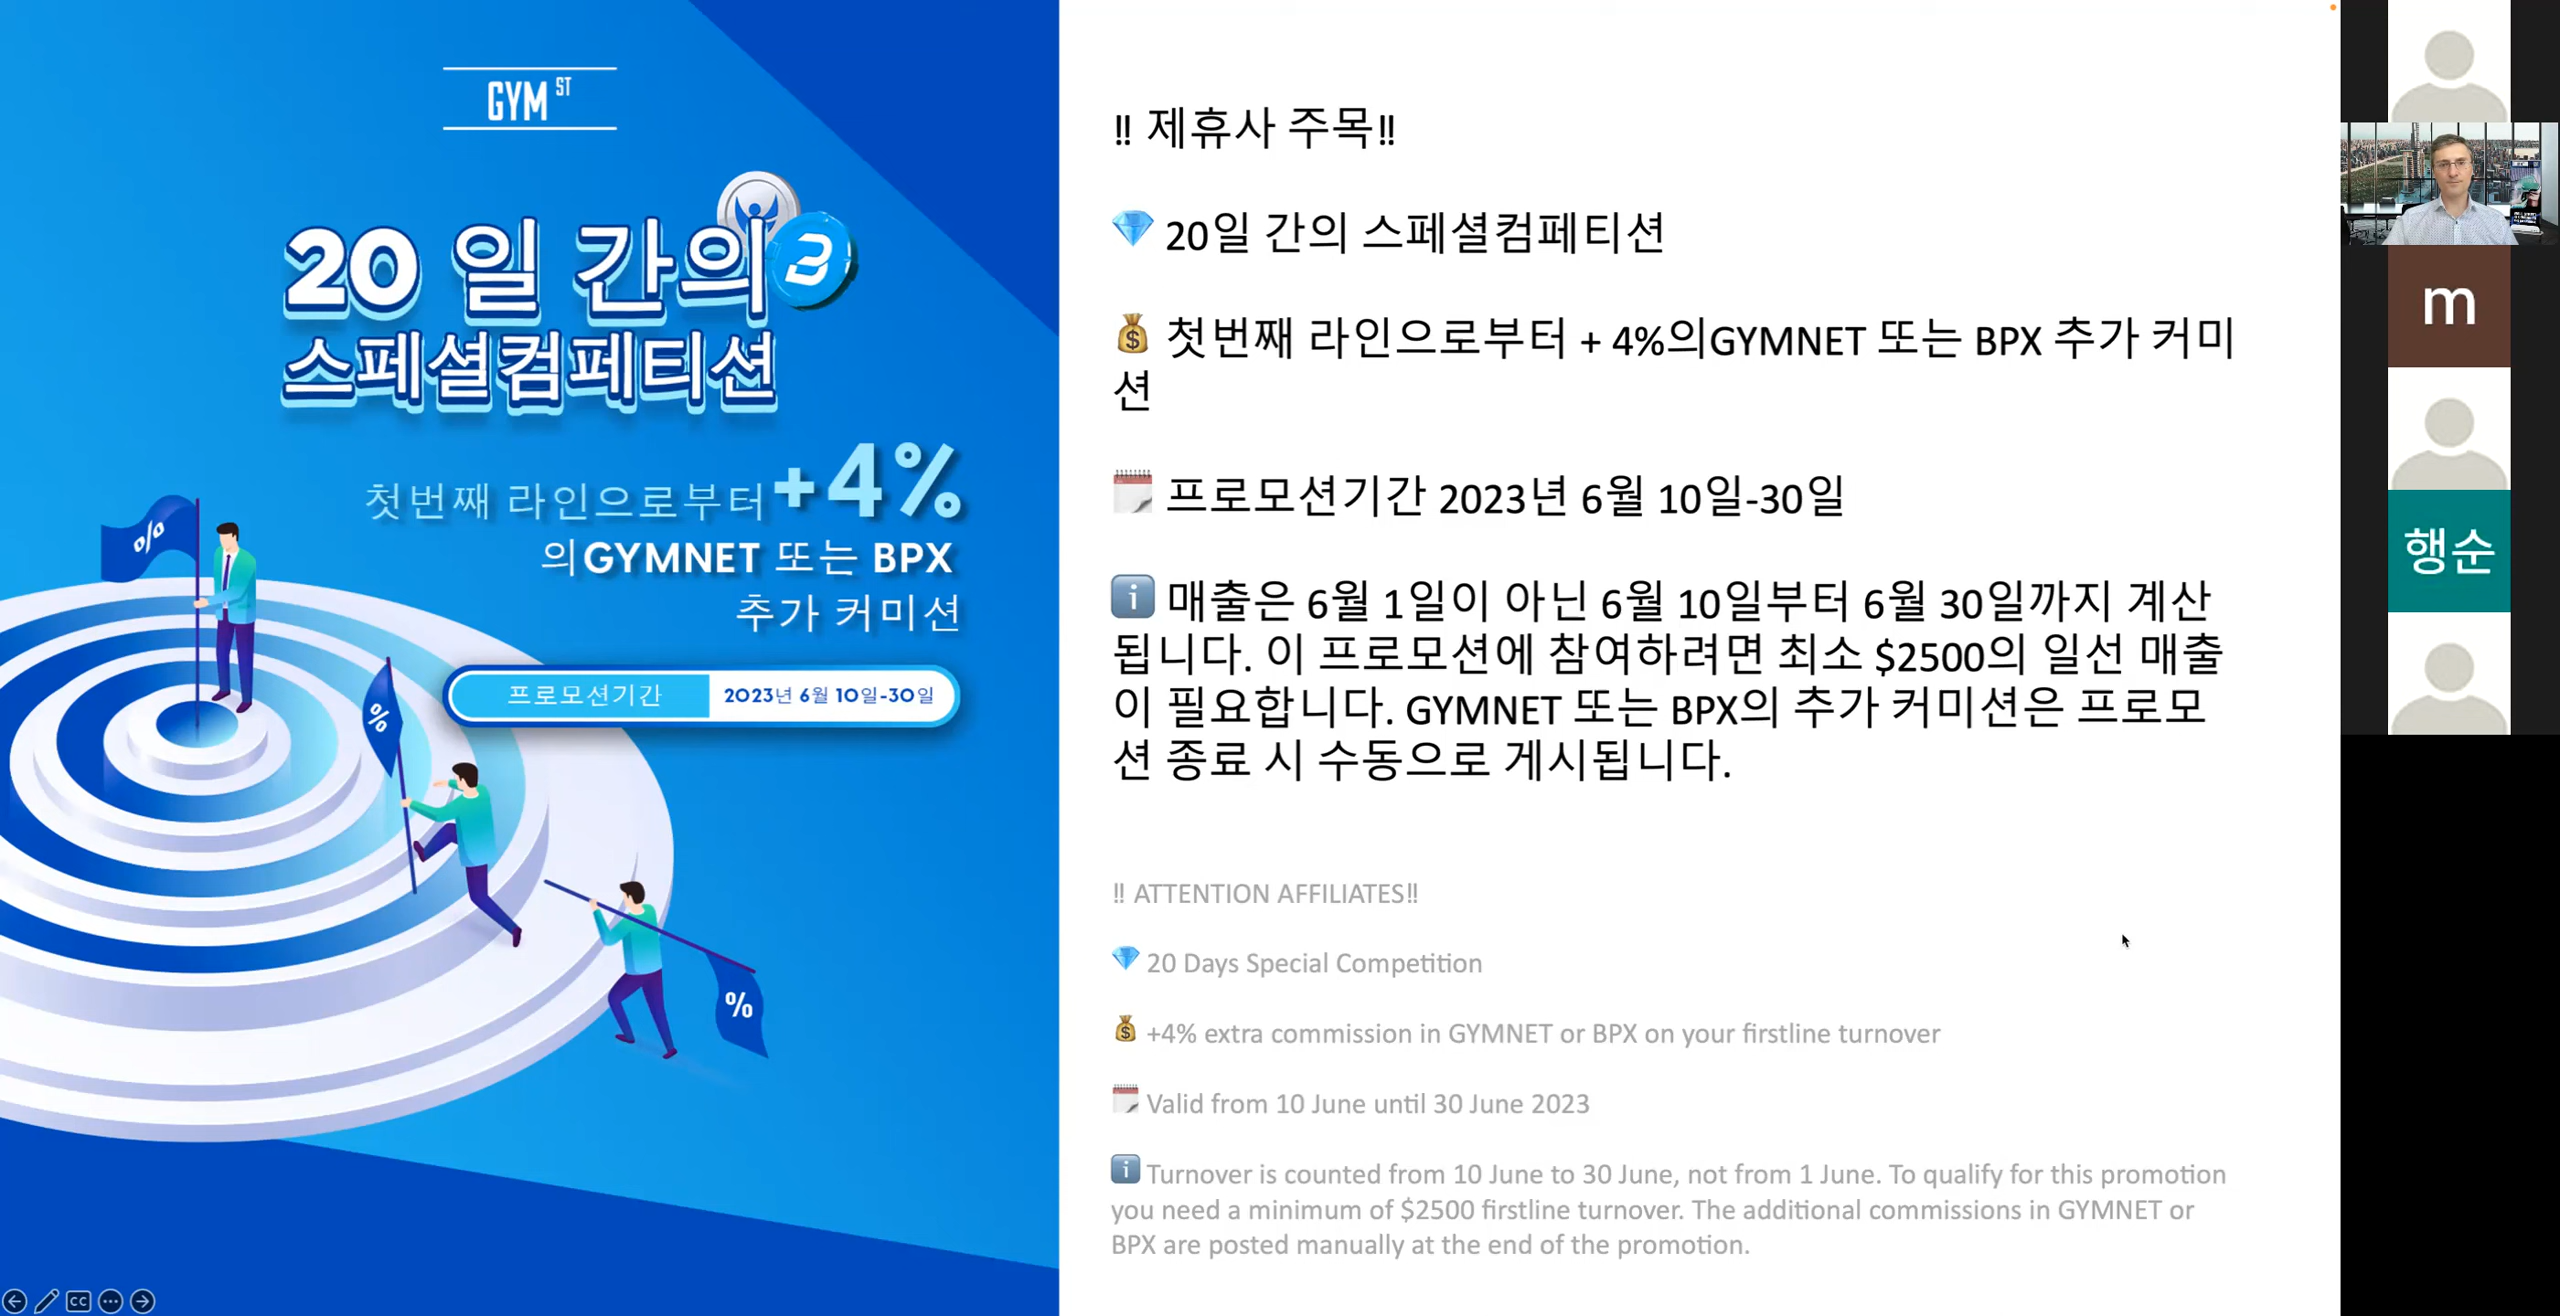 GYM ST
20 일 간의
스페셜컴페티션
첫번째 라인으로부터 +4%
의GYMNET 또는 BPX
추가 커미션
프로모션기간 2023년 6월 10일-30일
%
%
%
‼ 제휴사 주목‼
💎 20일 간의 스페셜컴페티션
💰 첫번째 라인으로부터 + 4%의GYMNET 또는 BPX 추가 커미
션
🗓 프로모션기간 2023년 6월 10일-30일
ℹ 매출은 6월 1일이 아닌 6월 10일부터 6월 30일까지 계산
됩니다. 이 프로모션에 참여하려면 최소 $2500의 일선 매출
이 필요합니다. GYMNET 또는 BPX의 추가 커미션은 프로모
션 종료 시 수동으로 게시됩니다.
‼ ATTENTION AFFILIATES‼
💎 20 Days Special Competition
💰 +4% extra commission in GYMNET or BPX on your firstline turnover
🗓 Valid from 10 June until 30 June 2023
ℹ Turnover is counted from 10 June to 30 June, not from 1 June. To qualify for this promotion
you need a minimum of $2500 firstline turnover. The additional commissions in GYMNET or
BPX are posted manually at the end of the promotion.
m
행순
CC